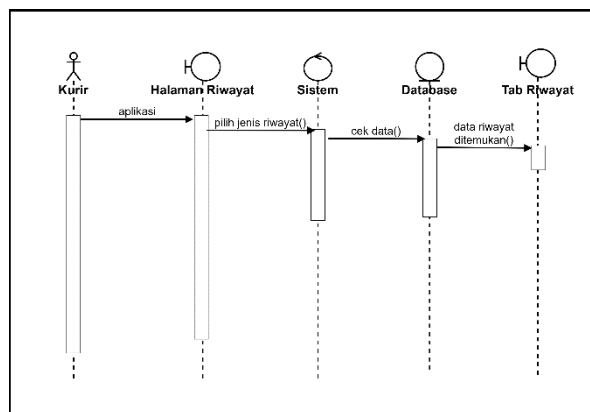 Kurir
Halaman Riwayat
Sistem
Database
Tab Riwayat
aplikasi
pilih jenis riwayat()
cek data()
data riwayat
ditemukan()